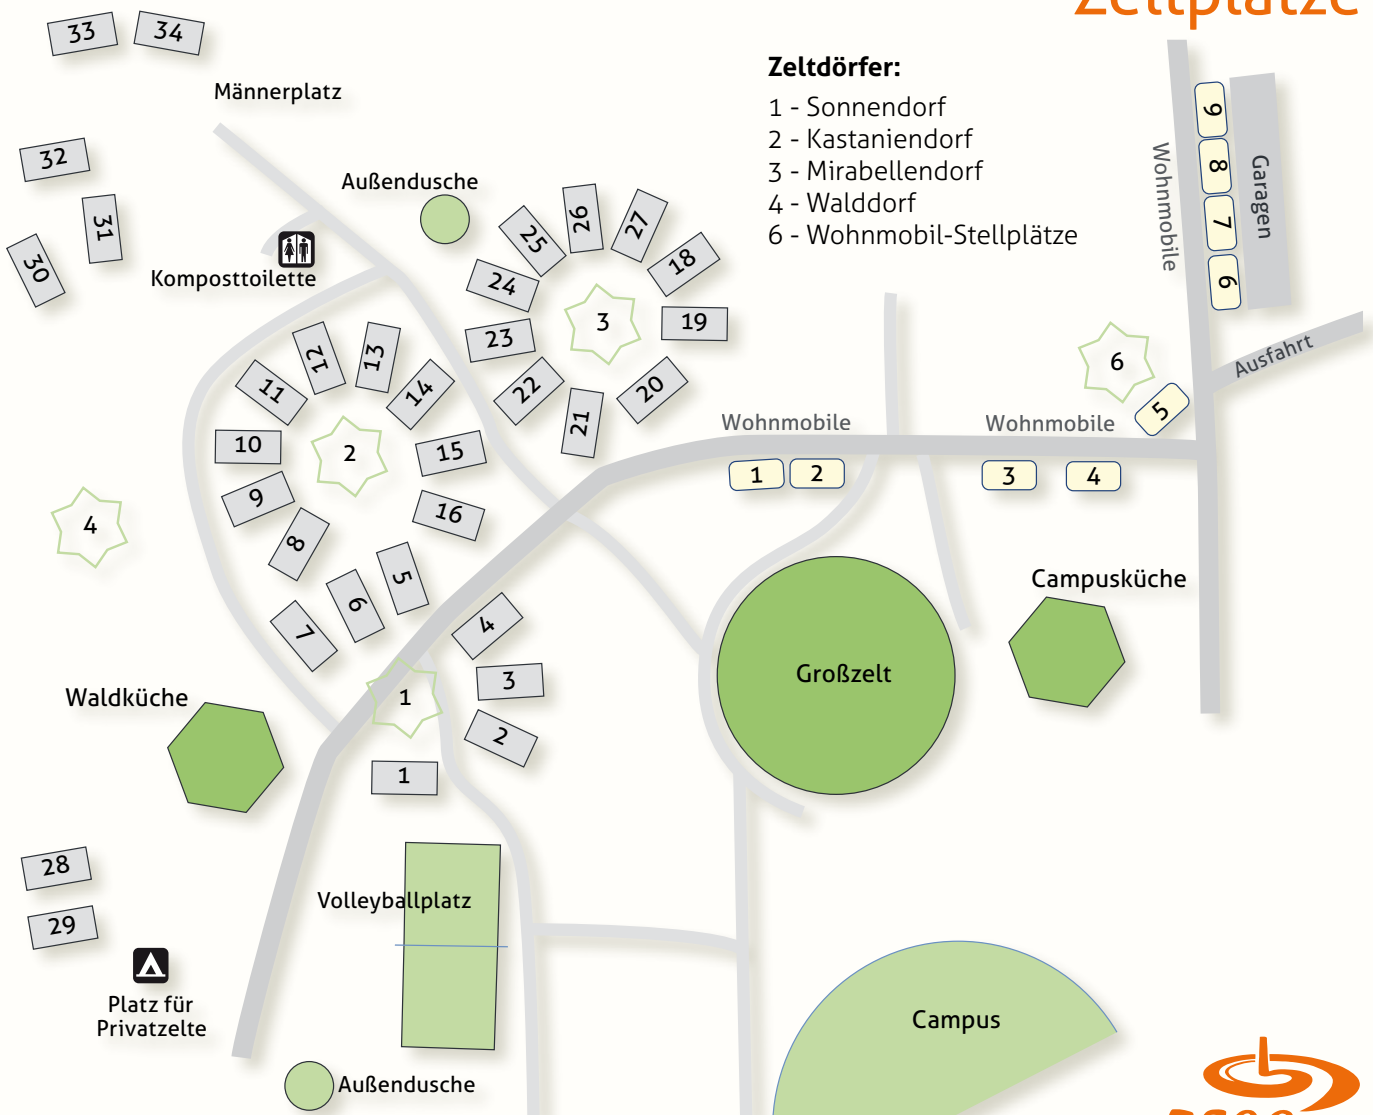 Zeltplätze
33
34
Männerplatz
Zeltdörfer:
1 - Sonnendorf
2 - Kastaniendorf
3 - Mirabellendorf
4 - Walddorf
6 - Wohnmobil-Stellplätze
32
31
30
Außendusche
Komposttoilette
26
27
25
18
24
3
19
23
22
20
21
12
13
11
14
10
2
15
9
16
8
5
6
7
4
4
3
1
2
1
Wohnmobile
9
8
7
6
Garagen
Ausfahrt
6
5
Wohnmobile
1
2
Wohnmobile
3
4
Campusküche
Großzelt
Waldküche
28
29
Volleyballplatz
Platz für
Privatzelte
Campus
Außendusche